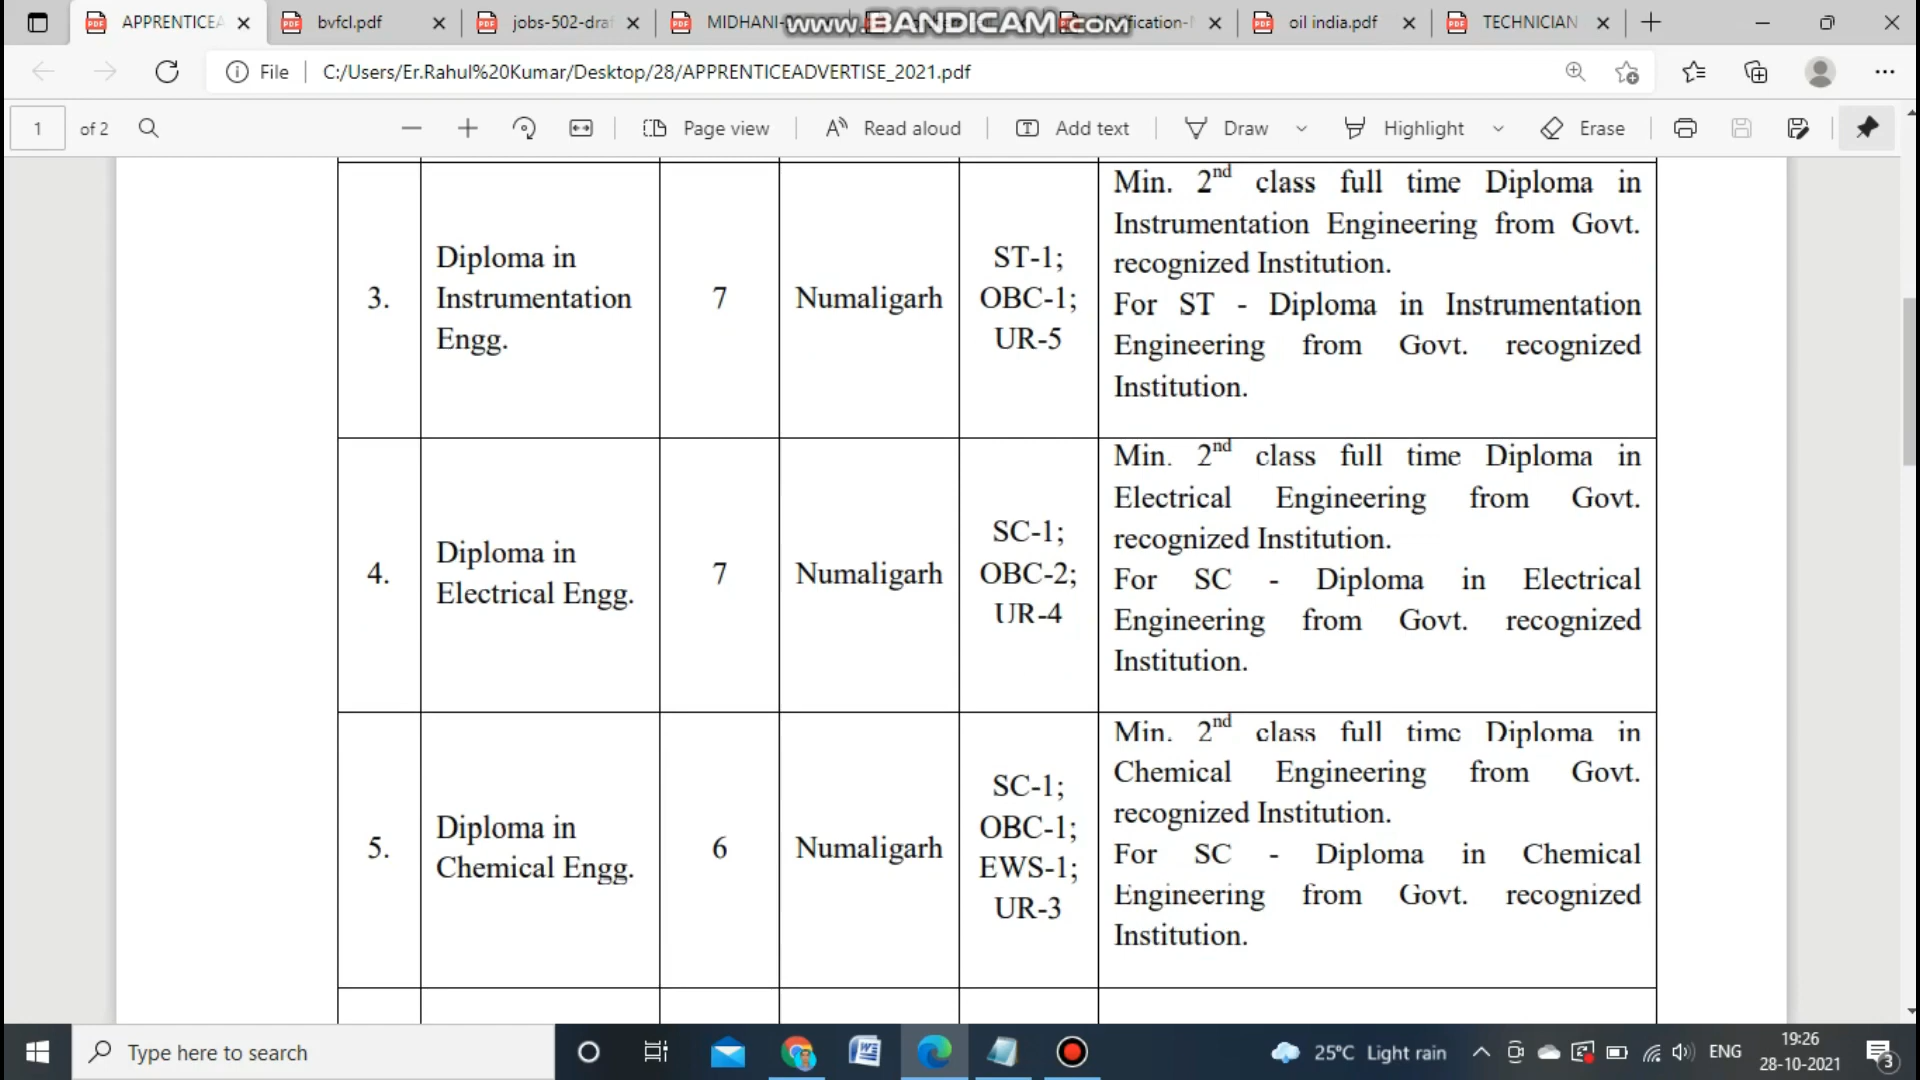 APPRENTICEA
bvfcl.pdf
jobs-502-dra
MIDHANI-
www.BANDICAM.com
ification-
oil india.pdf
TECHNICIAN
File
C:/Users/Er.Rahul%20Kumar/Desktop/28/APPRENTICEADVERTISE_2021.pdf
1 of 2
Page view
Read aloud
Add text
Draw
Highlight
Erase
3.
Diploma in
Instrumentation
Engg.
7
Numaligarh
ST-1;
OBC-1;
UR-5
Min. 2nd class full time Diploma in
Instrumentation Engineering from Govt.
recognized Institution.
For ST - Diploma in Instrumentation
Engineering from Govt. recognized
Institution.
4.
Diploma in
Electrical Engg.
7
Numaligarh
SC-1;
OBC-2;
UR-4
Min. 2nd class full time Diploma in
Electrical Engineering from Govt.
recognized Institution.
For SC - Diploma in Electrical
Engineering from Govt. recognized
Institution.
5.
Diploma in
Chemical Engg.
6
Numaligarh
SC-1;
OBC-1;
EWS-1;
UR-3
Min. 2nd class full time Diploma in
Chemical Engineering from Govt.
recognized Institution.
For SC - Diploma in Chemical
Engineering from Govt. recognized
Institution.
Type here to search
25°C Light rain
ENG
19:26
28-10-2021
3